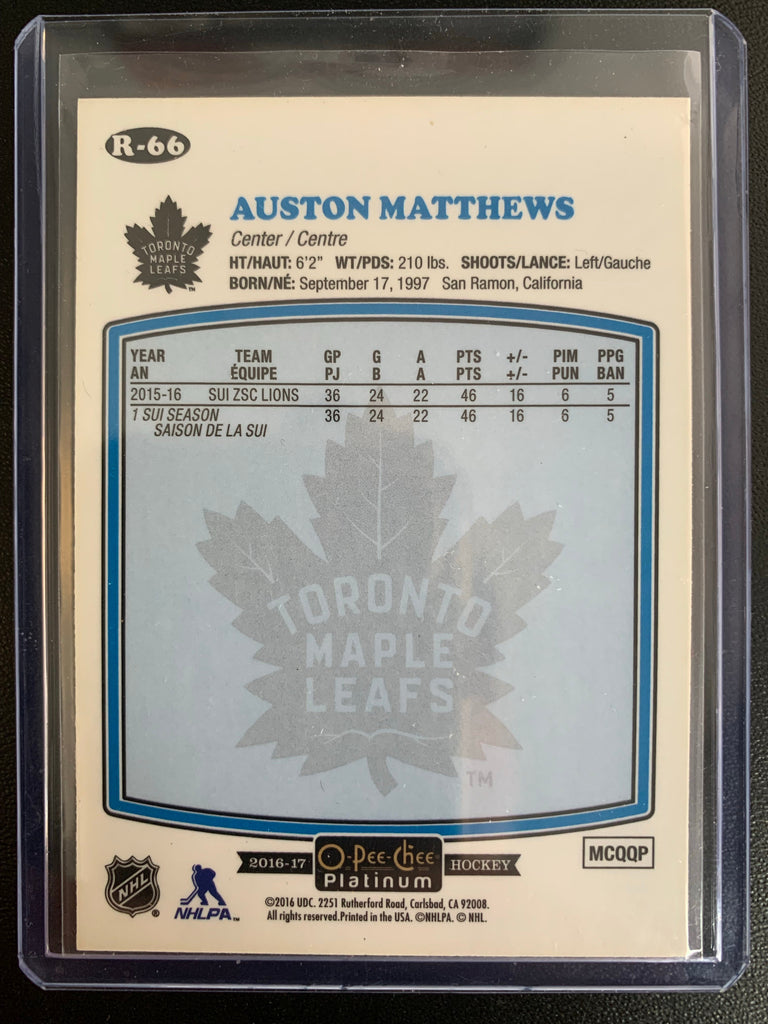 R-66
AUSTON MATTHEWS
TORONTO
MAPLE
LEAFS
TM
Center / Centre
HT/HAUT: 6'2" WT/PDS: 210 lbs. SHOOTS/LANCE: Left/Gauche
BORN/NÉ: September 17, 1997 San Ramon, California
YEAR TEAM GP G A PTS +/- PIM PPG
AN ÉQUIPE PJ B A PTS +/- PUN BAN
2015-16 SUI ZSC LIONS 36 24 22 46 16 6 5
1 SUI SEASON 36 24 22 46 16 6 5
SAISON DE LA SUI
TORONTO
MAPLE
LEAFS
TM
NHL
®
NHLPA™
2016-17 O-Pee-Chee HOCKEY
Platinum
MCQQP
©2016 UDC. 2251 Rutherford Road, Carlsbad, CA 92008.
All rights reserved.Printed in the USA. ©NHLPA. © NHL.